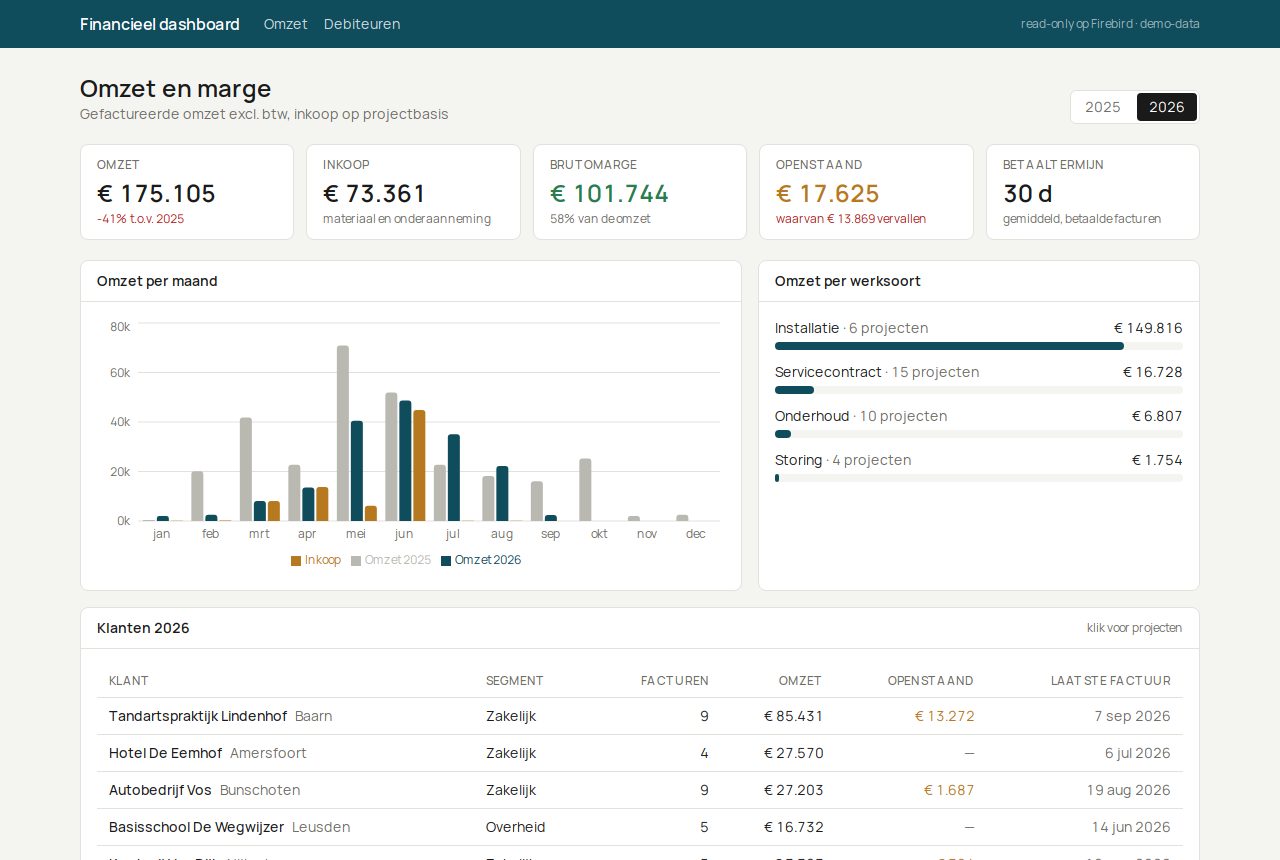 Financieel dashboard Omzet Debiteuren read-only op Firebird · demo-data
Omzet en marge
Gefactureerde omzet excl. btw, inkoop op projectbasis
2025 2026
OMZET
€ 175.105
-41% t.o.v. 2025
INKOOP
€ 73.361
materiaal en onderaanneming
BRUTOMARGE
€ 101.744
58% van de omzet
OPENSTAAND
€ 17.625
waarvan € 13.869 vervallen
BETAALTERMIJN
30 d
gemiddeld, betaalde facturen
Omzet per maand
80k
60k
40k
20k
0k
jan feb mrt apr mei jun jul aug sep okt nov dec
Inkoop Omzet 2025 Omzet 2026
Omzet per werksoort
Installatie · 6 projecten € 149.816
Servicecontract · 15 projecten € 16.728
Onderhoud · 10 projecten € 6.807
Storing · 4 projecten € 1.754
Klanten 2026 klik voor projecten
KLANT SEGMENT FACTUREN OMZET OPENSTAAND LAATSTE FACTUUR
Tandartspraktijk Lindenhof Baarn Zakelijk 9 € 85.431 € 13.272 7 sep 2026
Hotel De Eemhof Amersfoort Zakelijk 4 € 27.570 — 6 jul 2026
Autobedrijf Vos Bunschoten Zakelijk 9 € 27.203 € 1.687 19 aug 2026
Basisschool De Wegwijzer Leusden Overheid 5 € 16.732 — 14 jun 2026